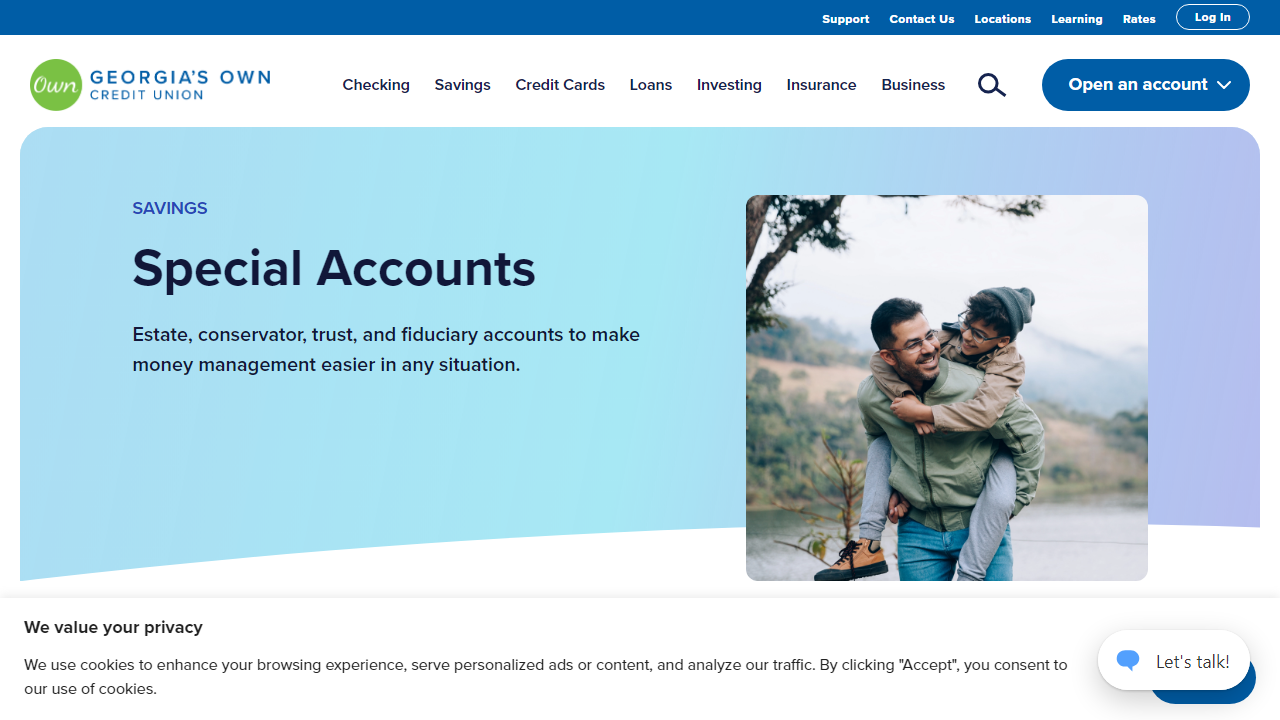 Support Contact Us Locations Learning Rates Log In
Own GEORGIA'S OWN
CREDIT UNION
Checking Savings Credit Cards Loans Investing Insurance Business Open an account
SAVINGS
Special Accounts
Estate, conservator, trust, and fiduciary accounts to make
money management easier in any situation.
We value your privacy
We use cookies to enhance your browsing experience, serve personalized ads or content, and analyze our traffic. By clicking "Accept", you consent to
our use of cookies.
Let's talk!